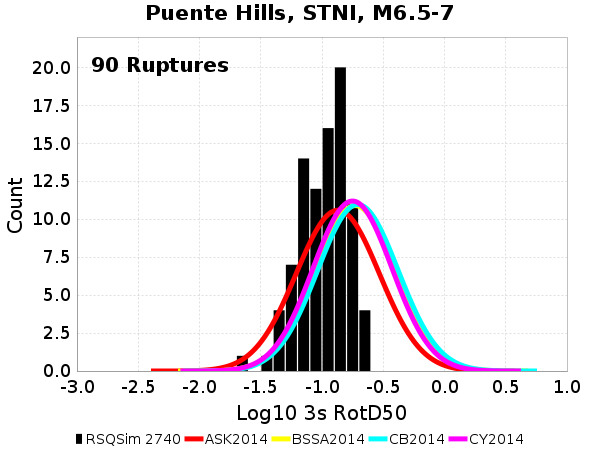 Puente Hills, STNI, M6.5-7
90 Ruptures
Count
20.0
17.5
15.0
12.5
10.0
7.5
5.0
2.5
0.0
-3.0 -2.5 -2.0 -1.5 -1.0 -0.5 0.0 0.5 1.0
Log10 3s RotD50
RSQSim 2740 ASK2014 BSSA2014 CB2014 CY2014